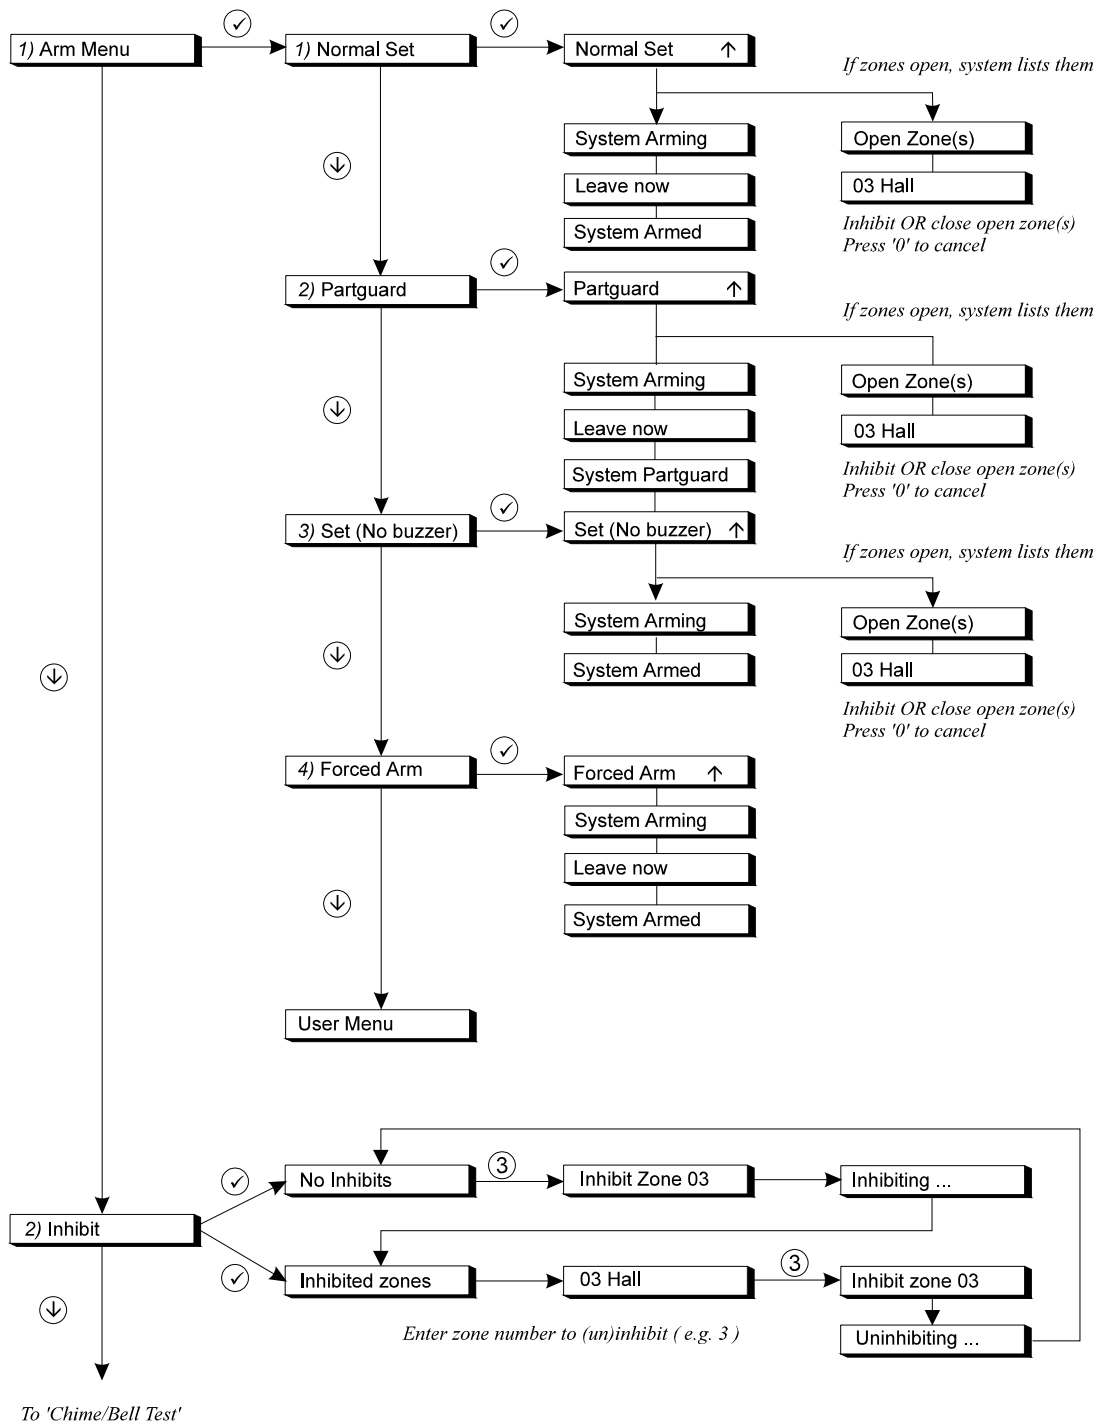 1) Arm Menu
✓
1) Normal Set
✓
Normal Set ↑
If zones open, system lists them
System Arming
Open Zone(s)
Leave now
03 Hall
System Armed
Inhibit OR close open zone(s)
Press '0' to cancel
2) Partguard
✓
Partguard ↑
If zones open, system lists them
System Arming
Open Zone(s)
Leave now
03 Hall
System Partguard
Inhibit OR close open zone(s)
Press '0' to cancel
3) Set (No buzzer)
✓
Set (No buzzer) ↑
If zones open, system lists them
System Arming
Open Zone(s)
System Armed
03 Hall
Inhibit OR close open zone(s)
Press '0' to cancel
4) Forced Arm
✓
Forced Arm ↑
System Arming
Leave now
System Armed
User Menu
2) Inhibit
✓
No Inhibits
3
Inhibit Zone 03
Inhibiting ...
✓
Inhibited zones
03 Hall
3
Inhibit zone 03
Uninhibiting ...
Enter zone number to (un)inhibit ( e.g. 3 )
To 'Chime/Bell Test'